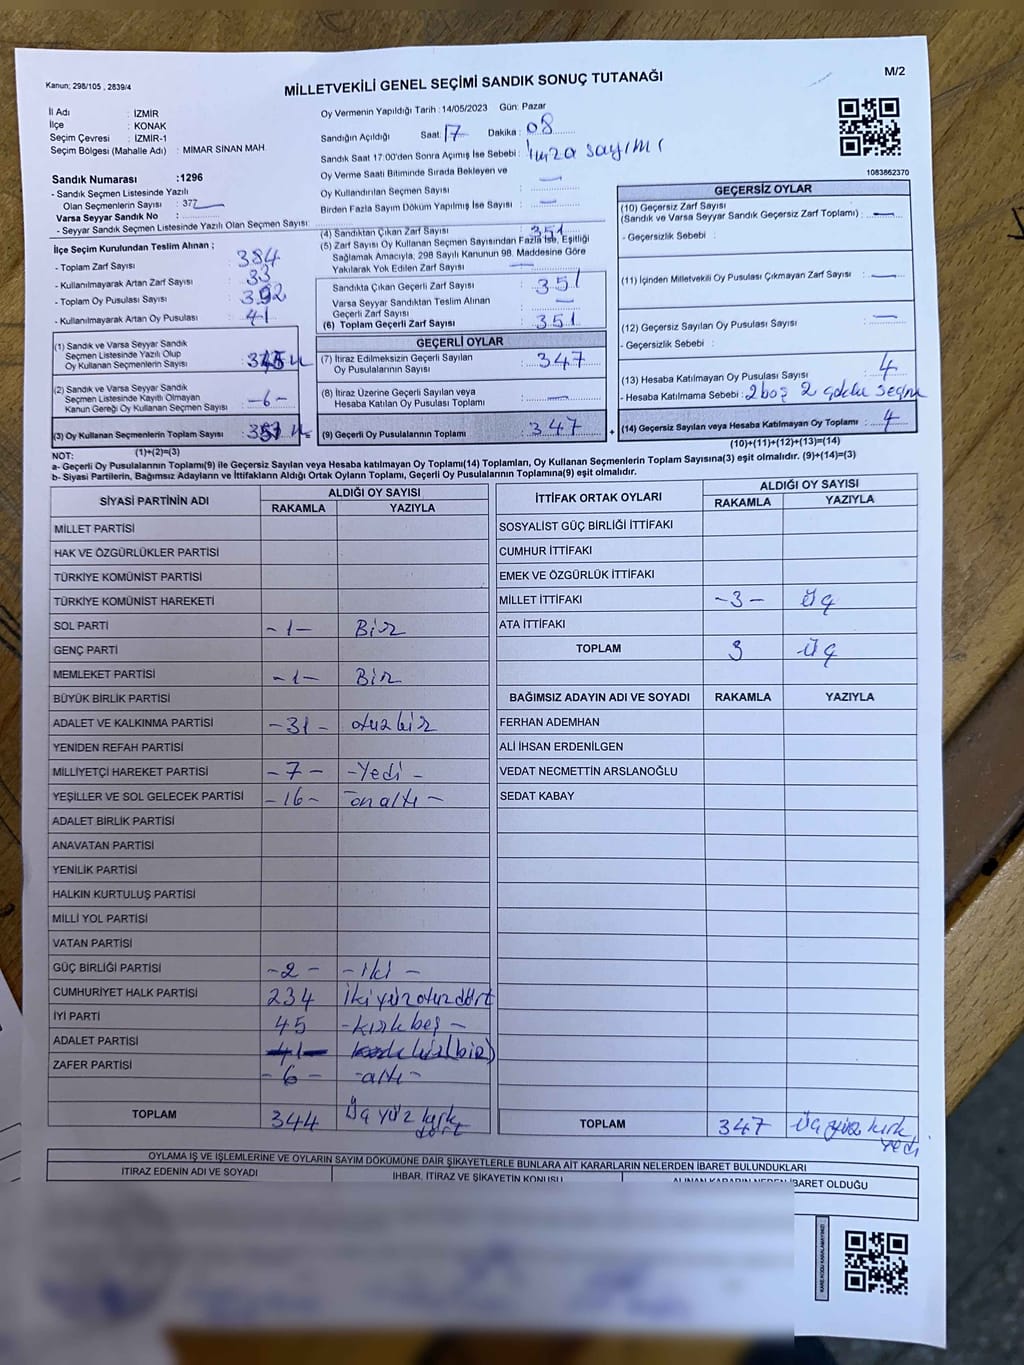 Kanun; 298/105 , 2839/4
MİLLETVEKİLİ GENEL SEÇİMİ SANDIK SONUÇ TUTANAĞI
M/2
İl Adı : İZMİR
İlçe : KONAK
Seçim Çevresi : İZMİR-1
Seçim Bölgesi (Mahalle Adı) : MİMAR SİNAN MAH.
Oy Vermenin Yapıldığı Tarih : 14/05/2023 Gün: Pazar
Sandığın Açıldığı Saat: 17 Dakika : 08
Sandık Saat 17:00'den Sonra Açımış İse Sebebi : İmza sayımı
Oy Verme Saati Bitiminde Sırada Bekleyen ve
Oy Kullandırılan Seçmen Sayısı : —
Birden Fazla Sayım Döküm Yapılmış İse Sayısı : —
1083862370
Sandık Numarası : 1296
- Sandık Seçmen Listesinde Yazılı
Olan Seçmenlerin Sayısı : 377
Varsa Seyyar Sandık No :
- Seyyar Sandık Seçmen Listesinde Yazılı Olan Seçmen Sayısı :
İlçe Seçim Kurulundan Teslim Alınan ;
- Toplam Zarf Sayısı : 384
- Kullanılmayarak Artan Zarf Sayısı : 33
- Toplam Oy Pusulası Sayısı : 392
- Kullanılmayarak Artan Oy Pusulası : 41
(1) Sandık ve Varsa Seyyar Sandık
Seçmen Listesinde Yazılı Olup
Oy Kullanan Seçmenlerin Sayısı :
(2) Sandık ve Varsa Seyyar Sandık
Seçmen Listesinde Kayıtlı Olmayan
Kanun Gereği Oy Kullanan Seçmen Sayısı : -6-
(3) Oy Kullanan Seçmenlerin Toplam Sayısı :
(1)+(2)=(3)
(4) Sandıktan Çıkan Zarf Sayısı : 351
(5) Zarf Sayısı Oy Kullanan Seçmen Sayısından Fazla İse, Eşitliği
Sağlamak Amacıyla, 298 Sayılı Kanunun 98. Maddesine Göre
Yakılarak Yok Edilen Zarf Sayısı : —
Sandıkta Çıkan Geçerli Zarf Sayısı : 351
Varsa Seyyar Sandıktan Teslim Alınan
Geçerli Zarf Sayısı : —
(6) Toplam Geçerli Zarf Sayısı : 351
GEÇERLİ OYLAR
(7) İtiraz Edilmeksizin Geçerli Sayılan
Oy Pusulalarının Sayısı : 347
(8) İtiraz Üzerine Geçerli Sayılan veya
Hesaba Katılan Oy Pusulası Toplamı : —
(9) Geçerli Oy Pusulalarının Toplamı : 347
+
GEÇERSİZ OYLAR
(10) Geçersiz Zarf Sayısı
(Sandık ve Varsa Seyyar Sandık Geçersiz Zarf Toplamı) : —
- Geçersizlik Sebebi :
(11) İçinden Milletvekili Oy Pusulası Çıkmayan Zarf Sayısı : —
(12) Geçersiz Sayılan Oy Pusulası Sayısı : —
- Geçersizlik Sebebi :
(13) Hesaba Katılmayan Oy Pusulası Sayısı : 4
- Hesaba Katılmama Sebebi : 2 boş 2 çoklu seçme
(14) Geçersiz Sayılan veya Hesaba Katılmayan Oy Toplamı : 4
(10)+(11)+(12)+(13)=(14)
NOT:
a- Geçerli Oy Pusulalarının Toplamı(9) ile Geçersiz Sayılan veya Hesaba katılmayan Oy Toplamı(14) Toplamları, Oy Kullanan Seçmenlerin Toplam Sayısına(3) eşit olmalıdır. (9)+(14)=(3)
b- Siyasi Partilerin, Bağımsız Adayların ve İttifakların Aldığı Ortak Oyların Toplamı, Geçerli Oy Pusulalarının Toplamına(9) eşit olmalıdır.
SİYASİ PARTİNİN ADI ALDIĞI OY SAYISI
RAKAMLA YAZIYLA
MİLLET PARTİSİ
HAK VE ÖZGÜRLÜKLER PARTİSİ
TÜRKİYE KOMÜNİST PARTİSİ
TÜRKİYE KOMÜNİST HAREKETİ
SOL PARTİ -1- Bir
GENÇ PARTİ
MEMLEKET PARTİSİ -1- Bir
BÜYÜK BİRLİK PARTİSİ
ADALET VE KALKINMA PARTİSİ -31- otuzbir
YENİDEN REFAH PARTİSİ
MİLLİYETÇİ HAREKET PARTİSİ -7- -Yedi-
YEŞİLLER VE SOL GELECEK PARTİSİ -16- onaltı-
ADALET BİRLİK PARTİSİ
ANAVATAN PARTİSİ
YENİLİK PARTİSİ
HALKIN KURTULUŞ PARTİSİ
MİLLİ YOL PARTİSİ
VATAN PARTİSİ
GÜÇ BİRLİĞİ PARTİSİ -2- -iki-
CUMHURİYET HALK PARTİSİ 234 ikiyüzotuzdört
İYİ PARTİ 45 -kırkbeş-
ADALET PARTİSİ
ZAFER PARTİSİ -6- -altı-
TOPLAM 344 Üçyüz kırk
dört
İTTİFAK ORTAK OYLARI ALDIĞI OY SAYISI
RAKAMLA YAZIYLA
SOSYALİST GÜÇ BİRLİĞİ İTTİFAKI
CUMHUR İTTİFAKI
EMEK VE ÖZGÜRLÜK İTTİFAKI
MİLLET İTTİFAKI -3- Üç
ATA İTTİFAKI
TOPLAM 3 Üç
BAĞIMSIZ ADAYIN ADI VE SOYADI RAKAMLA YAZIYLA
FERHAN ADEMHAN
ALİ İHSAN ERDENİLGEN
VEDAT NECMETTİN ARSLANOĞLU
SEDAT KABAY
TOPLAM 347 Üçyüz kırk
yedi
OYLAMA İŞ VE İŞLEMLERİNE VE OYLARIN SAYIM DÖKÜMÜNE DAİR ŞİKAYETLERLE BUNLARA AİT KARARLARIN NELERDEN İBARET BULUNDUKLARI
İTİRAZ EDENİN ADI VE SOYADI İHBAR, İTİRAZ VE ŞİKAYETİN KONUSU ALINAN KARARIN NEDEN İBARET OLDUĞU